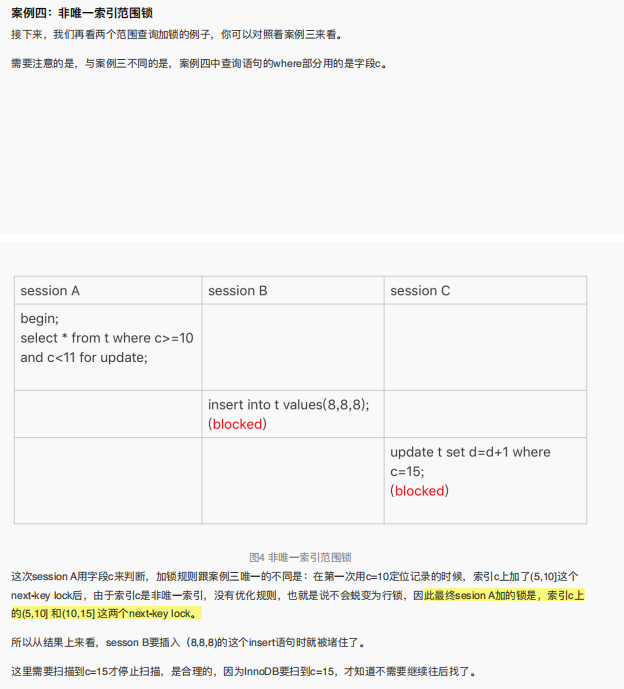 案例四：非唯一索引范围锁
接下来，我们再看两个范围查询加锁的例子，你可以对照着案例三来看。
需要注意的是，与案例三不同的是，案例四中查询语句的where部分用的是字段c。
session A
session B
session C
begin;
select * from t where c>=10
and c<11 for update;
insert into t values(8,8,8);
(blocked)
update t set d=d+1 where
c=15;
(blocked)
图4 非唯一索引范围锁
这次session A用字段c来判断，加锁规则跟案例三唯一的不同是：在第一次用c=10定位记录的时候，索引c上加了(5,10]这个
next-key lock后，由于索引c是非唯一索引，没有优化规则，也就是说不会蜕变为行锁，因此最终sesion A加的锁是，索引c上
的(5,10] 和(10,15] 这两个next-key lock。
所以从结果上来看，sesson B要插入（8,8,8)的这个insert语句时就被堵住了。
这里需要扫描到c=15才停止扫描，是合理的，因为InnoDB要扫到c=15，才知道不需要继续往后找了。